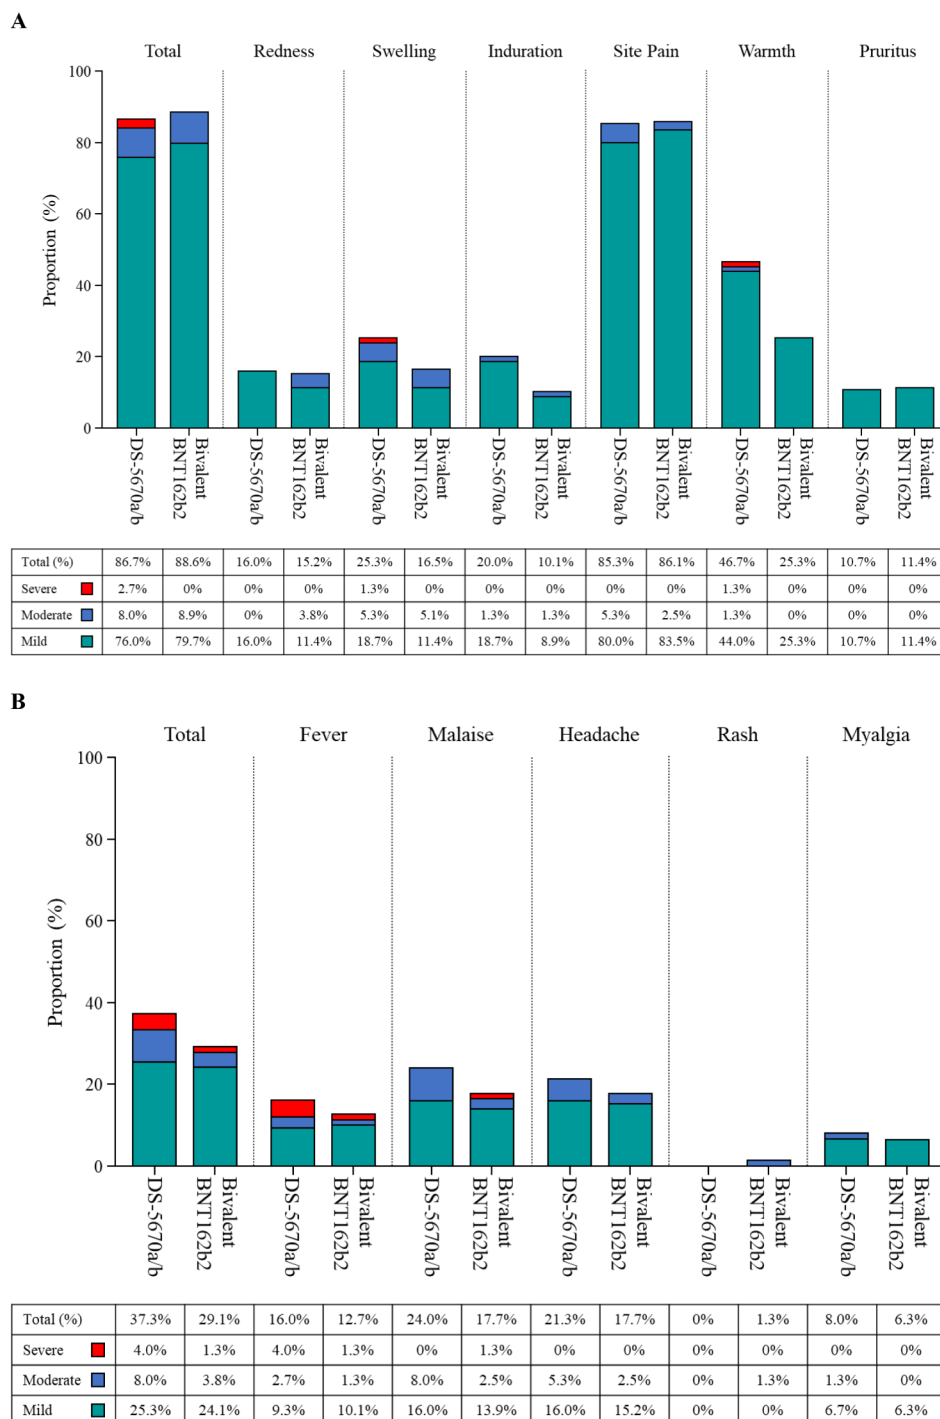 A
Total Redness Swelling Induration Site Pain Warmth Pruritus
Proportion (%)
100
80
60
40
20
0
DS-5670a/b
Bivalent
BNT162b2
DS-5670a/b
Bivalent
BNT162b2
DS-5670a/b
Bivalent
BNT162b2
DS-5670a/b
Bivalent
BNT162b2
DS-5670a/b
Bivalent
BNT162b2
DS-5670a/b
Bivalent
BNT162b2
DS-5670a/b
Bivalent
BNT162b2
Total (%) 86.7% 88.6% 16.0% 15.2% 25.3% 16.5% 20.0% 10.1% 85.3% 86.1% 46.7% 25.3% 10.7% 11.4%
Severe 2.7% 0% 0% 0% 1.3% 0% 0% 0% 0% 0% 1.3% 0% 0% 0%
Moderate 8.0% 8.9% 0% 3.8% 5.3% 5.1% 1.3% 1.3% 5.3% 2.5% 1.3% 0% 0% 0%
Mild 76.0% 79.7% 16.0% 11.4% 18.7% 11.4% 18.7% 8.9% 80.0% 83.5% 44.0% 25.3% 10.7% 11.4%
B
Total Fever Malaise Headache Rash Myalgia
Proportion (%)
100
80
60
40
20
0
DS-5670a/b
Bivalent
BNT162b2
DS-5670a/b
Bivalent
BNT162b2
DS-5670a/b
Bivalent
BNT162b2
DS-5670a/b
Bivalent
BNT162b2
DS-5670a/b
Bivalent
BNT162b2
DS-5670a/b
Bivalent
BNT162b2
Total (%) 37.3% 29.1% 16.0% 12.7% 24.0% 17.7% 21.3% 17.7% 0% 1.3% 8.0% 6.3%
Severe 4.0% 1.3% 4.0% 1.3% 0% 1.3% 0% 0% 0% 0% 0% 0%
Moderate 8.0% 3.8% 2.7% 1.3% 8.0% 2.5% 5.3% 2.5% 0% 1.3% 1.3% 0%
Mild 25.3% 24.1% 9.3% 10.1% 16.0% 13.9% 16.0% 15.2% 0% 0% 6.7% 6.3%